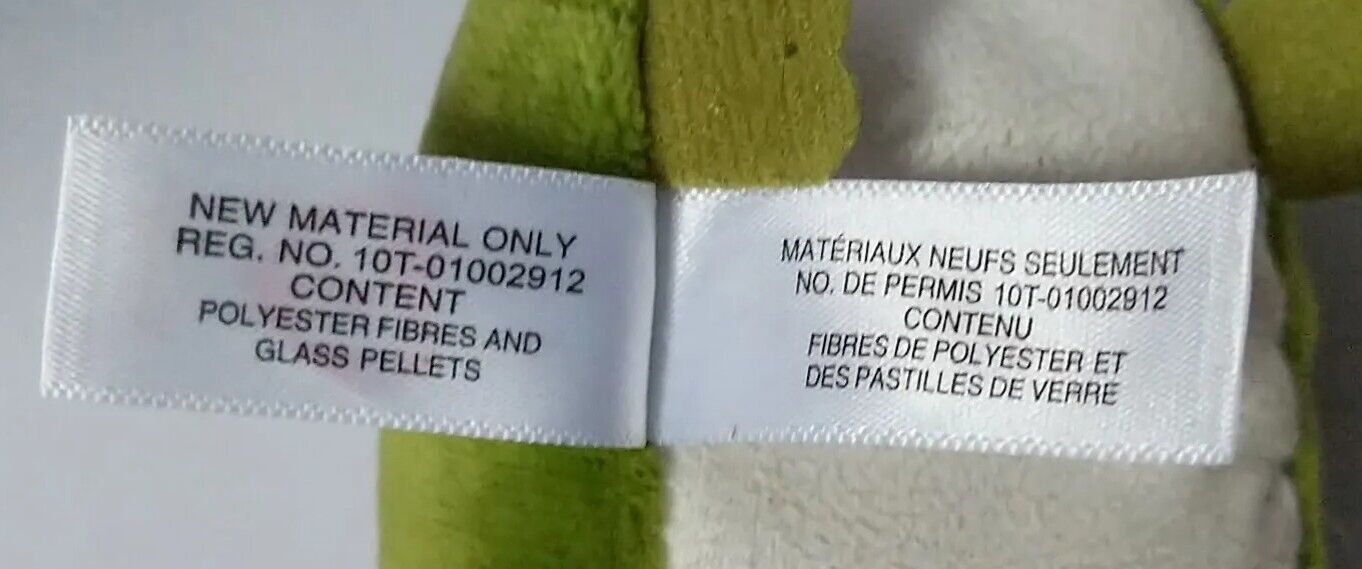 NEW MATERIAL ONLY
REG. NO. 10T-01002912
CONTENT
POLYESTER FIBRES AND
GLASS PELLETS
MATÉRIAUX NEUFS SEULEMENT
NO. DE PERMIS 10T-01002912
CONTENU
FIBRES DE POLYESTER ET
DES PASTILLES DE VERRE